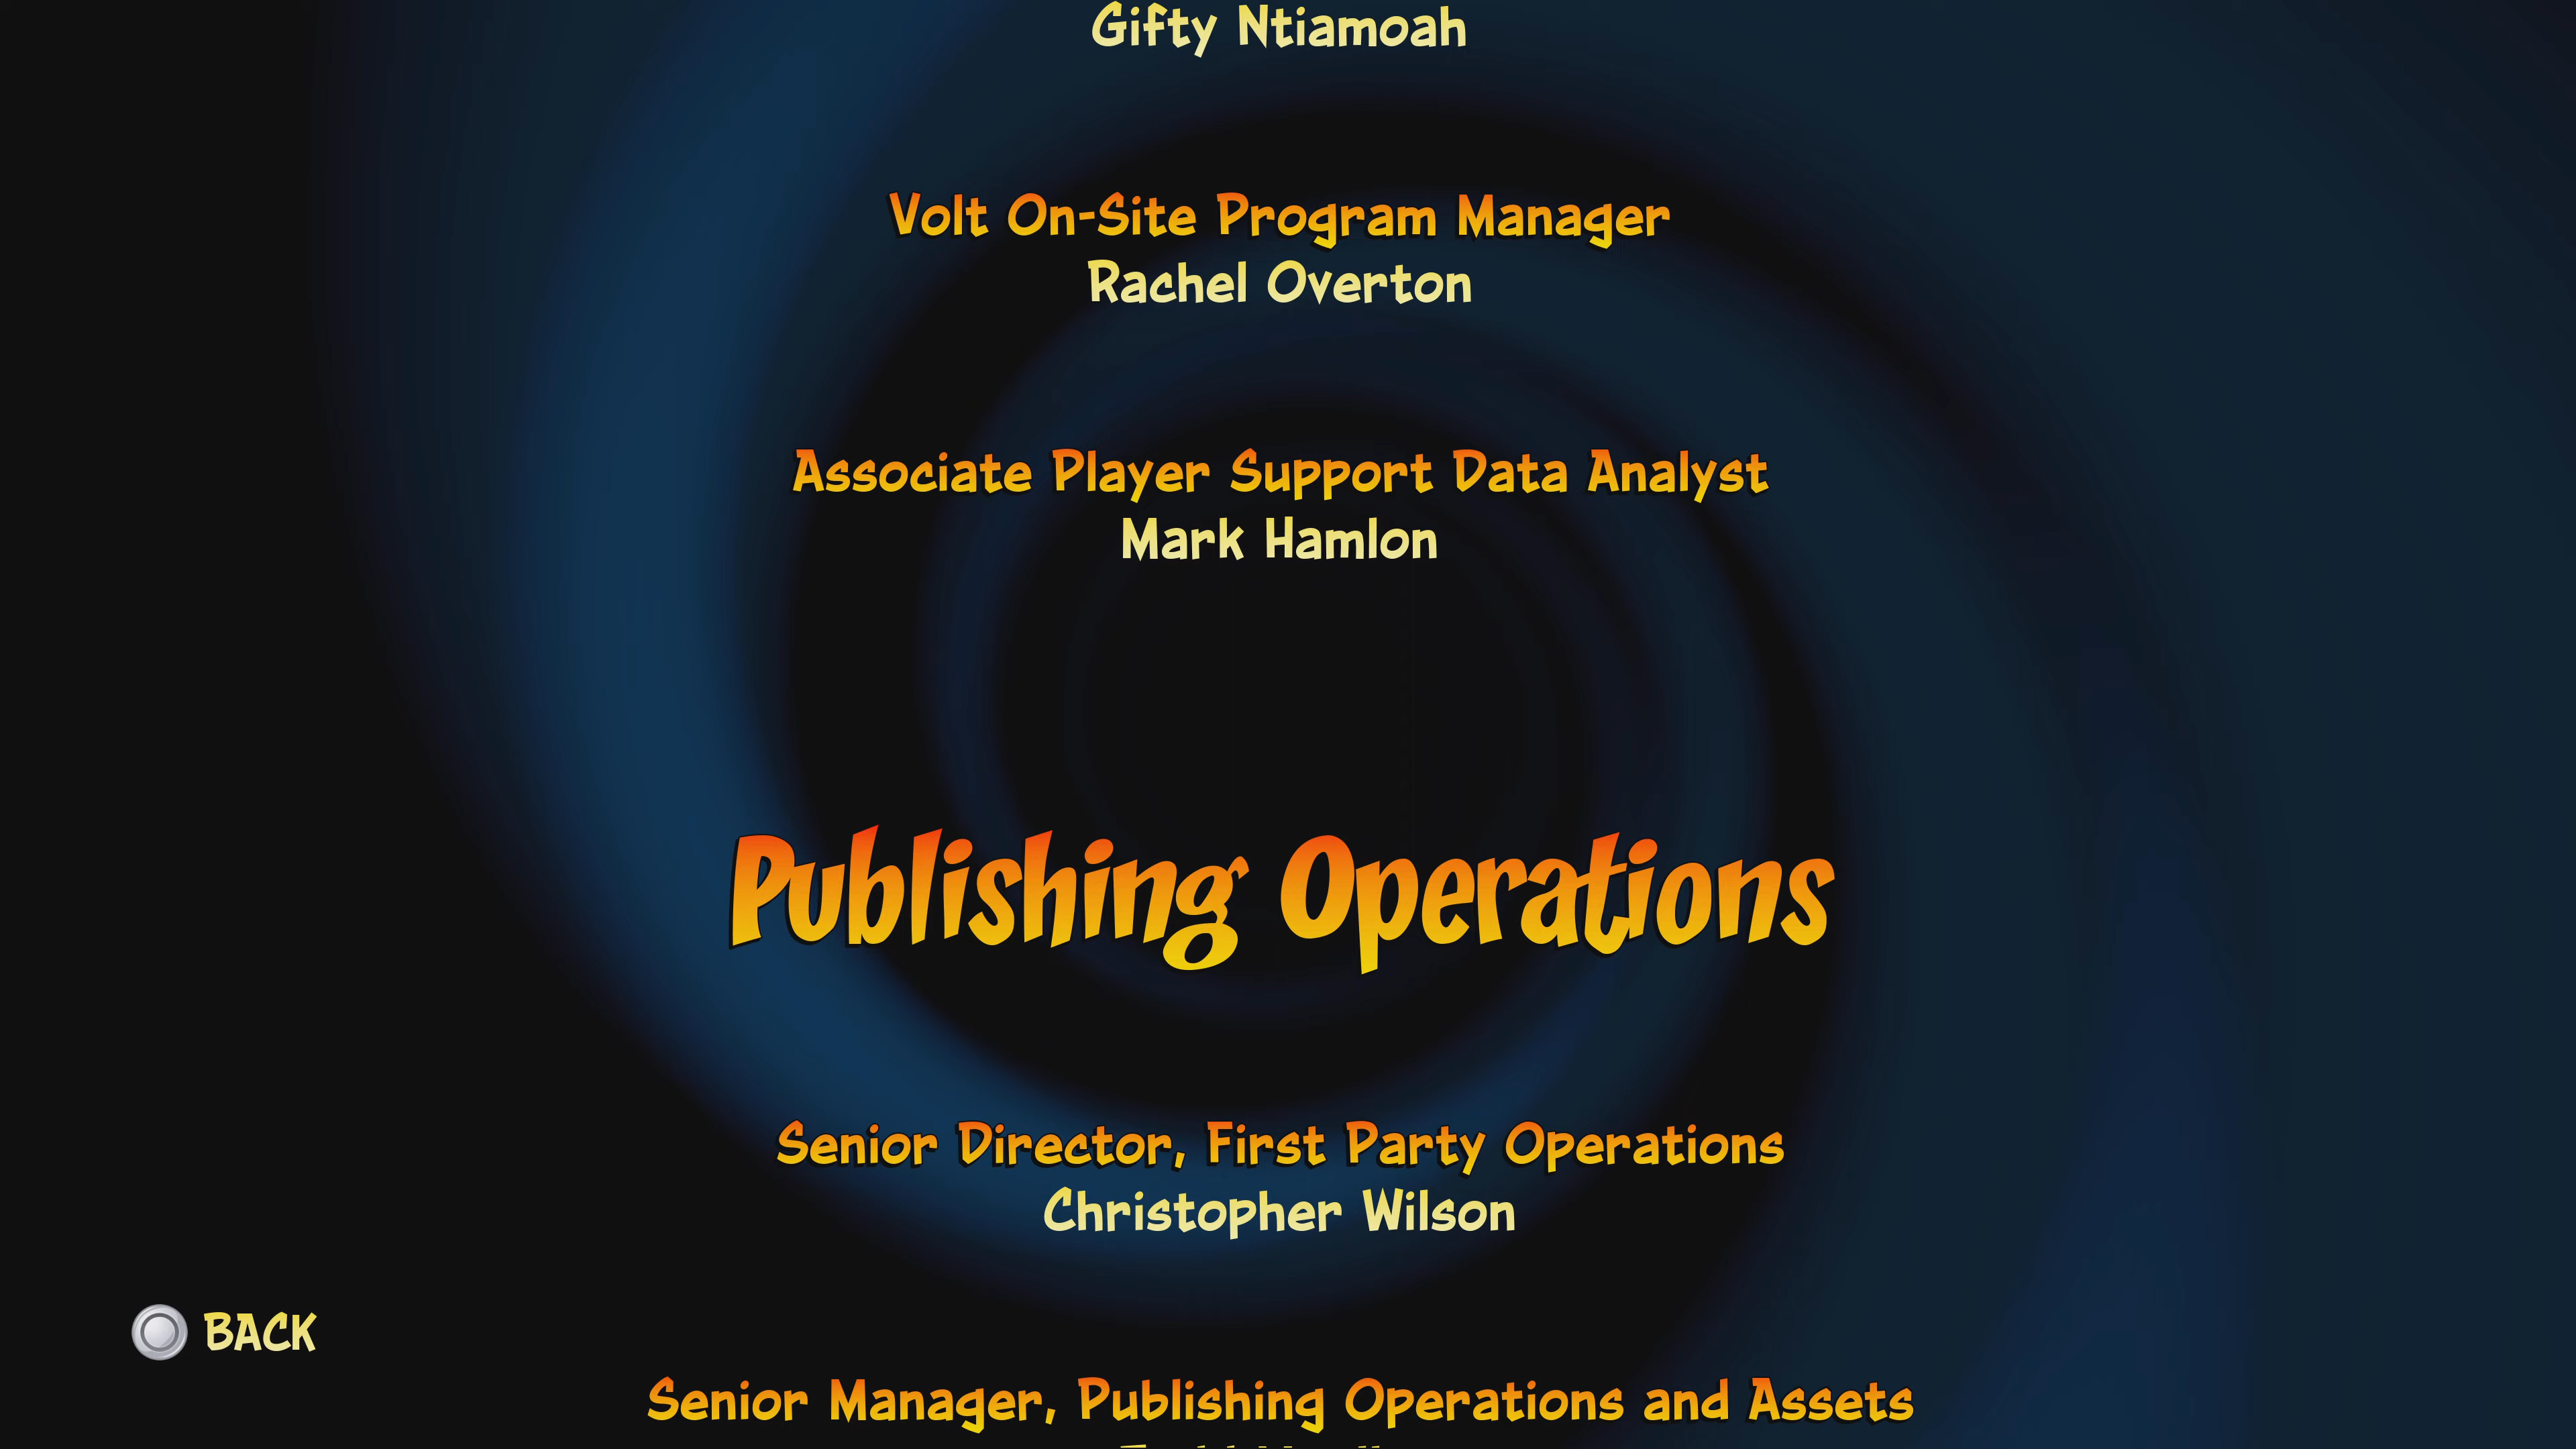 Gifty Ntiamoah
Volt On-Site Program Manager
Rachel Overton
Associate Player Support Data Analyst
Mark Hamlon
Publishing Operations
Senior Director, First Party Operations
Christopher Wilson
BACK
Senior Manager, Publishing Operations and Assets